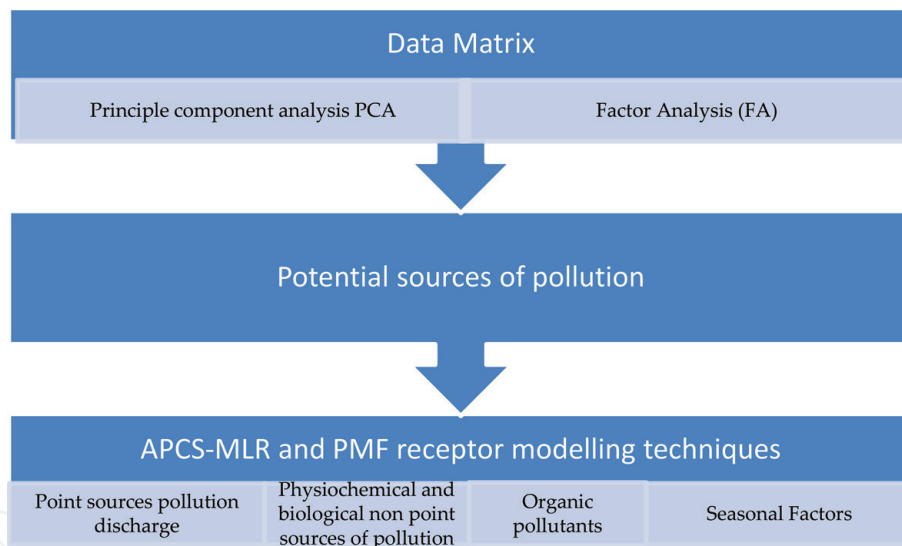 Data Matrix
Principle component analysis PCA
Factor Analysis (FA)
Potential sources of pollution
APCS-MLR and PMF receptor modelling techniques
Point sources pollution
discharge
Physiochemical and
biological non point
sources of pollution
Organic
pollutants
Seasonal Factors